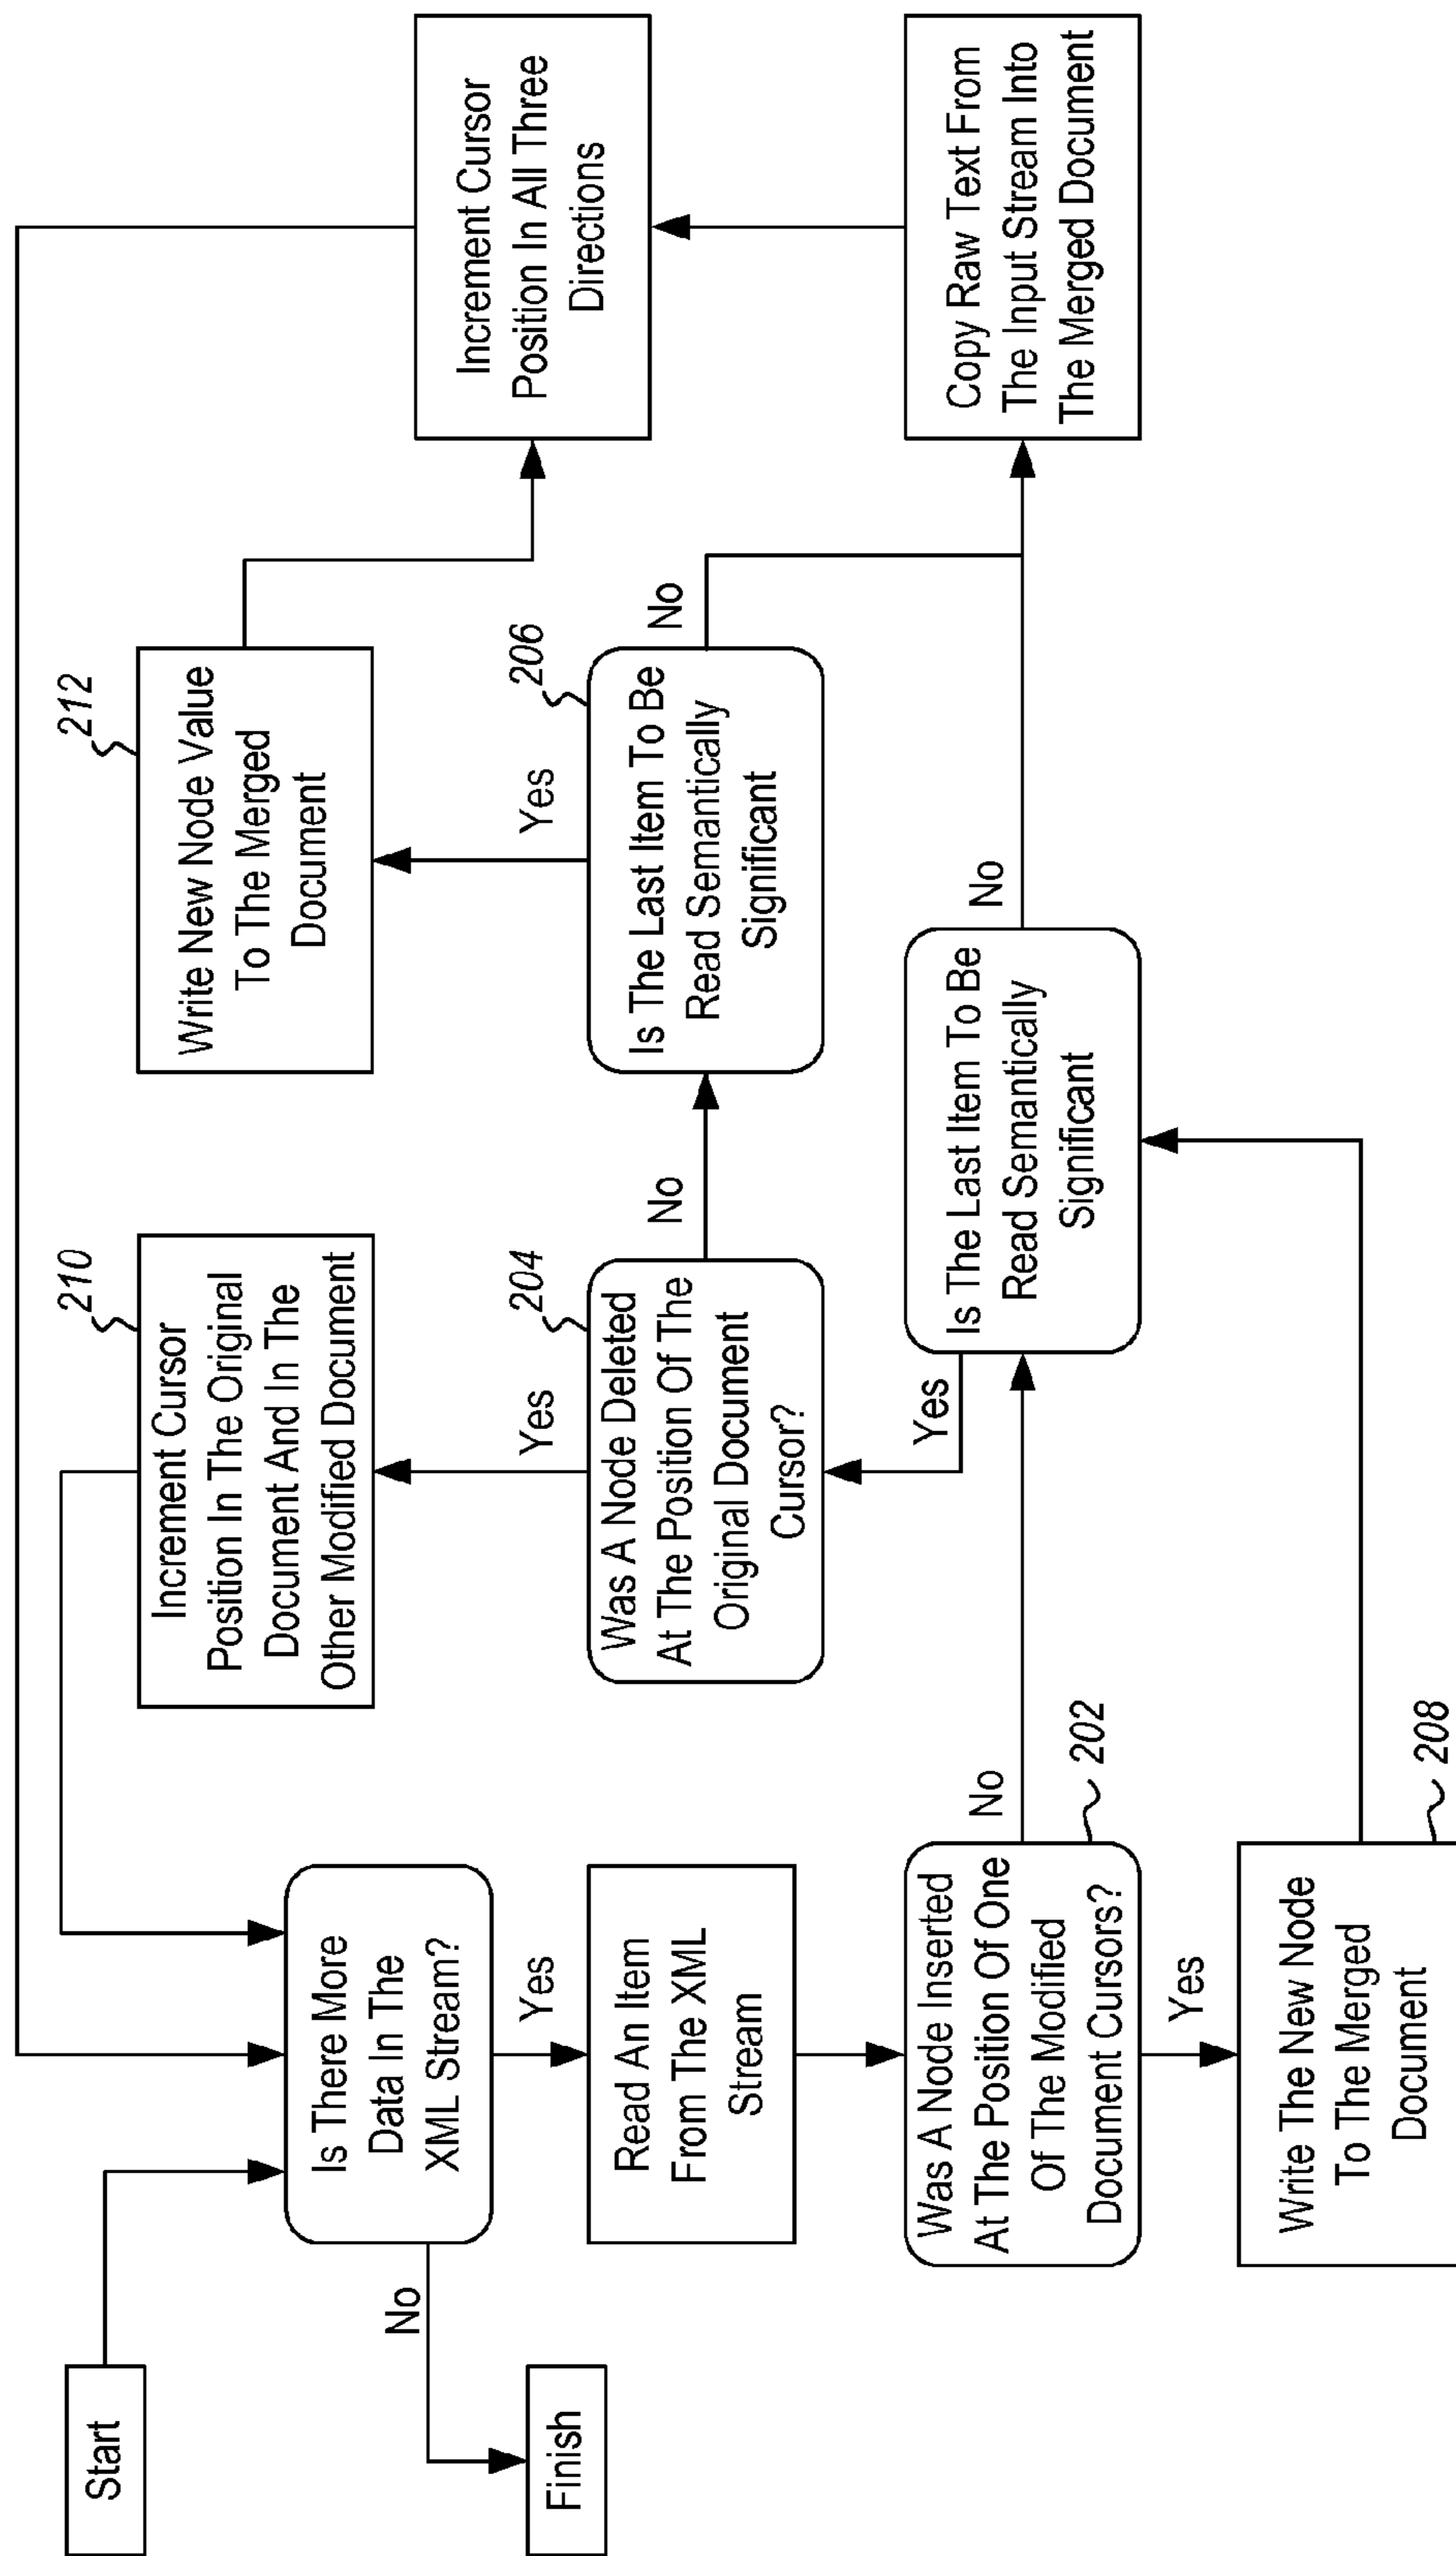 Start
Is There More
Data In The
XML Stream?
No
Finish
Yes
Read An Item
From The XML
Stream
Was A Node Inserted
At The Position Of One
Of The Modified
Document Cursors?
202
No
Yes
Write The New Node
To The Merged
Document
208
210
Increment Cursor
Position In The Original
Document And In The
Other Modified Document
Yes
204
Was A Node Deleted
At The Position Of The
Original Document
Cursor?
No
Yes
Is The Last Item To Be
Read Semantically
Significant
No
212
Write New Node Value
To The Merged
Document
Yes
206
Is The Last Item To Be
Read Semantically
Significant
No
Increment Cursor
Position In All Three
Directions
Copy Raw Text From
The Input Stream Into
The Merged Document